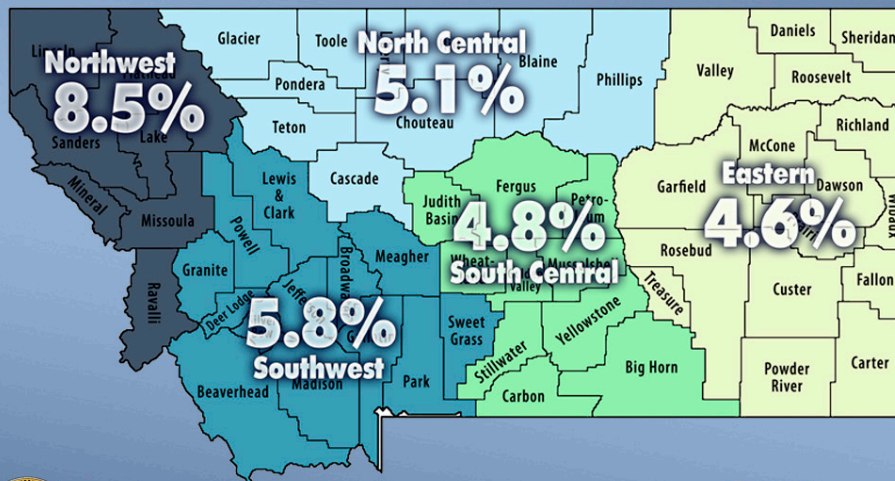 Northwest
8.5%
North Central
5.1%
Eastern
4.6%
4.8%
South Central
5.8%
Southwest
Glacier
Toole
Blaine
Phillips
Valley
Daniels
Sheridan
Roosevelt
Pondera
Teton
Chouteau
Cascade
Richland
McCone
Garfield
Dawson
Sanders
Lake
Mineral
Missoula
Ravalli
Powell
Lewis
&
Clark
Granite
Deer Lodge
Meagher
Judith
Basin
Fergus
Wheat-
Valley
Rosebud
Treasure
Custer
Fallon
Sweet
Grass
Park
Beaverhead
Madison
Stillwater
Yellowstone
Carbon
Big Horn
Powder
River
Carter